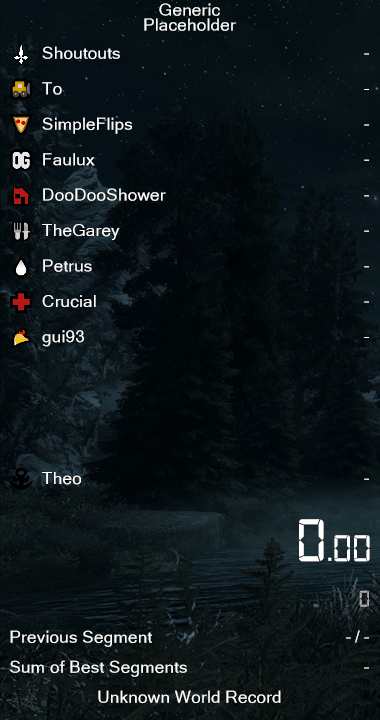 Generic
Placeholder
Shoutouts -
To -
SimpleFlips -
OG Faulux -
DooDooShower -
TheGarey -
Petrus -
Crucial -
gui93 -
Theo -
0.00
0
Previous Segment -/-
Sum of Best Segments -
Unknown World Record